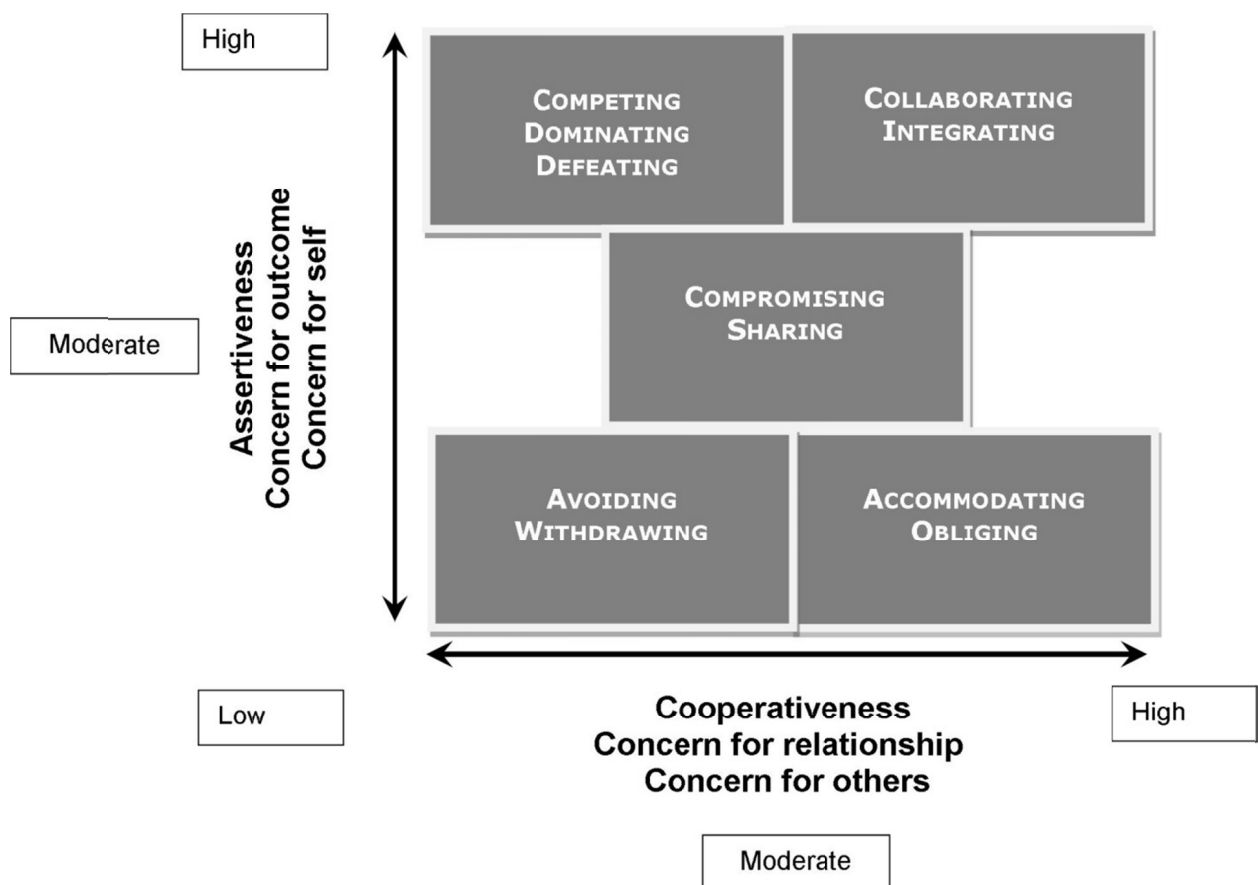 High
COMPETING
DOMINATING
DEFEATING
COLLABORATING
INTEGRATING
Moderate
Assertiveness
Concern for outcome
Concern for self
COMPROMISING
SHARING
AVOIDING
WITHDRAWING
ACCOMMODATING
OBLIGING
Low
Cooperativeness
Concern for relationship
Concern for others
High
Moderate